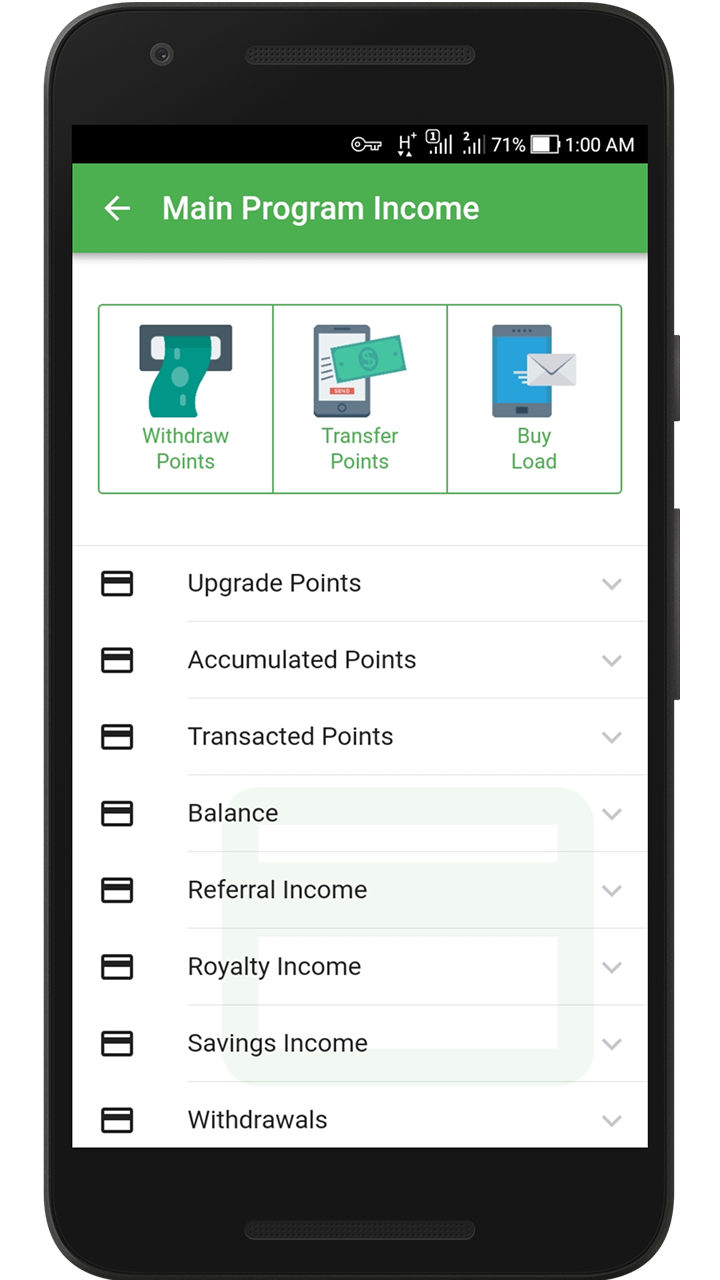 H+ 1 2 71% 1:00 AM
Main Program Income
Withdraw
Points
Transfer
Points
Buy
Load
SEND
Upgrade Points
Accumulated Points
Transacted Points
Balance
Referral Income
Royalty Income
Savings Income
Withdrawals